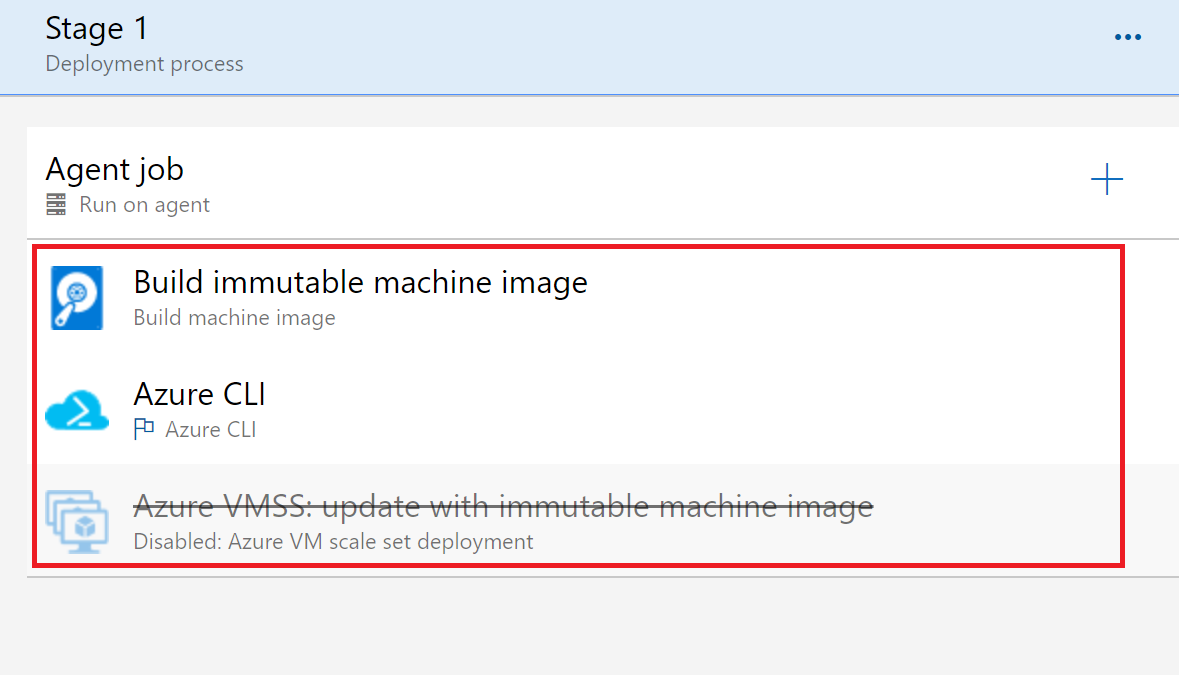 Stage 1
Deployment process
Agent job
Run on agent
Build immutable machine image
Build machine image
Azure CLI
Azure CLI
Azure VMSS: update with immutable machine image
Disabled: Azure VM scale set deployment